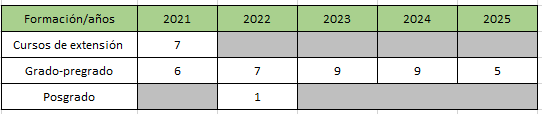 Formación/años 2021 2022 2023 2024 2025
Cursos de extensión 7
Grado-pregrado 6 7 9 9 5
Posgrado 1